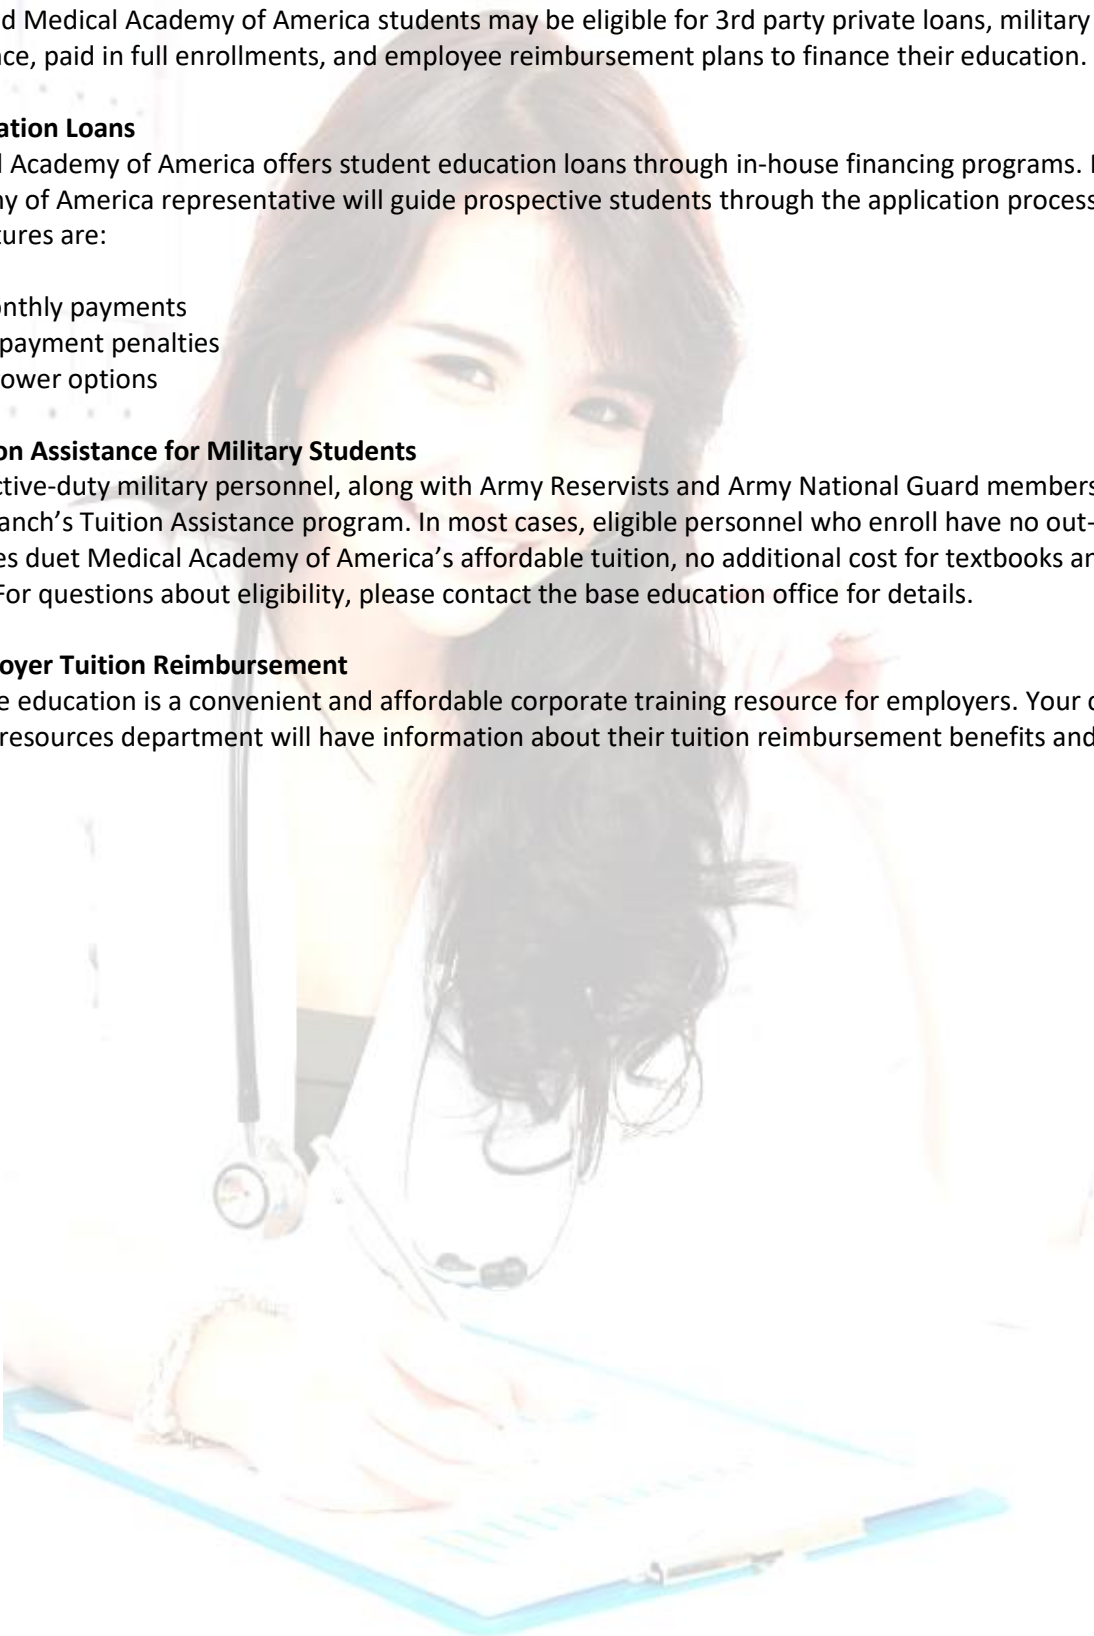 d Medical Academy of America students may be eligible for 3rd party private loans, military
ce, paid in full enrollments, and employee reimbursement plans to finance their education.
ation Loans
l Academy of America offers student education loans through in-house financing programs.
ny of America representative will guide prospective students through the application process
tures are:
onthly payments
payment penalties
ower options
on Assistance for Military Students
ctive-duty military personnel, along with Army Reservists and Army National Guard members
anch’s Tuition Assistance program. In most cases, eligible personnel who enroll have no out-
es duet Medical Academy of America’s affordable tuition, no additional cost for textbooks an
For questions about eligibility, please contact the base education office for details.
oyer Tuition Reimbursement
e education is a convenient and affordable corporate training resource for employers. Your c
resources department will have information about their tuition reimbursement benefits and